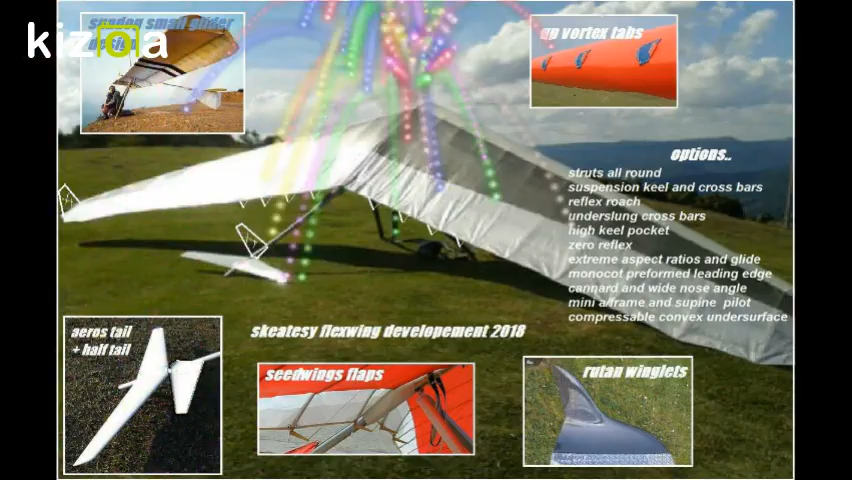 kizoa
sundog small glider
design
up vortex tabs
options..
struts all round
suspension keel and cross bars
reflex roach
underslung cross bars
high keel pocket
zero reflex
extreme aspect ratios and glide
monocot preformed leading edge
cannard and wide nose angle
mini a/frame and supine pilot
compressable convex undersurface
aeros tail
+ half tail
skeatesy flexwing developement 2018
seedwings flaps
rutan winglets